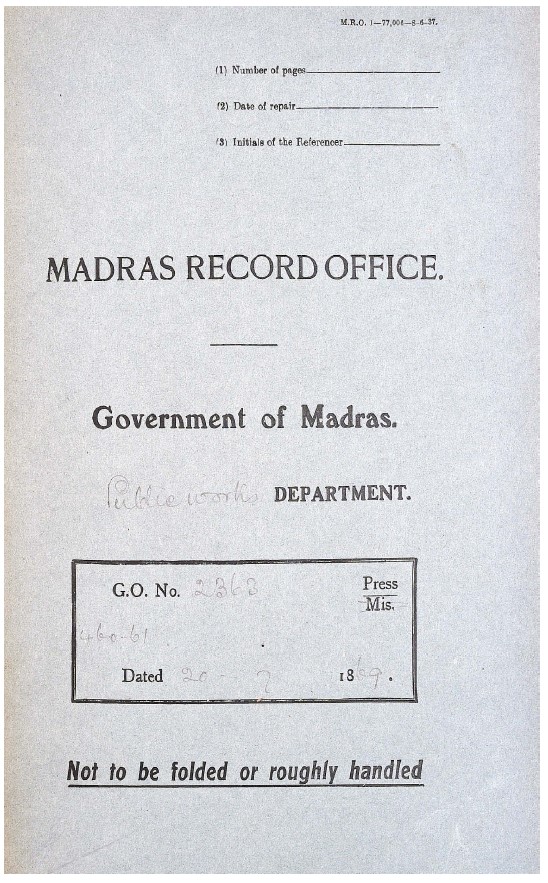 M.R.O. 1—77,000—8-6-37.
(1) Number of pages
(2) Date of repair
(3) Initials of the Referencer
MADRAS RECORD OFFICE.
Government of Madras.
Public works DEPARTMENT.
G.O. No. 2363 Press
Mis.
460-61
Dated 20 - 7 1869.
Not to be folded or roughly handled